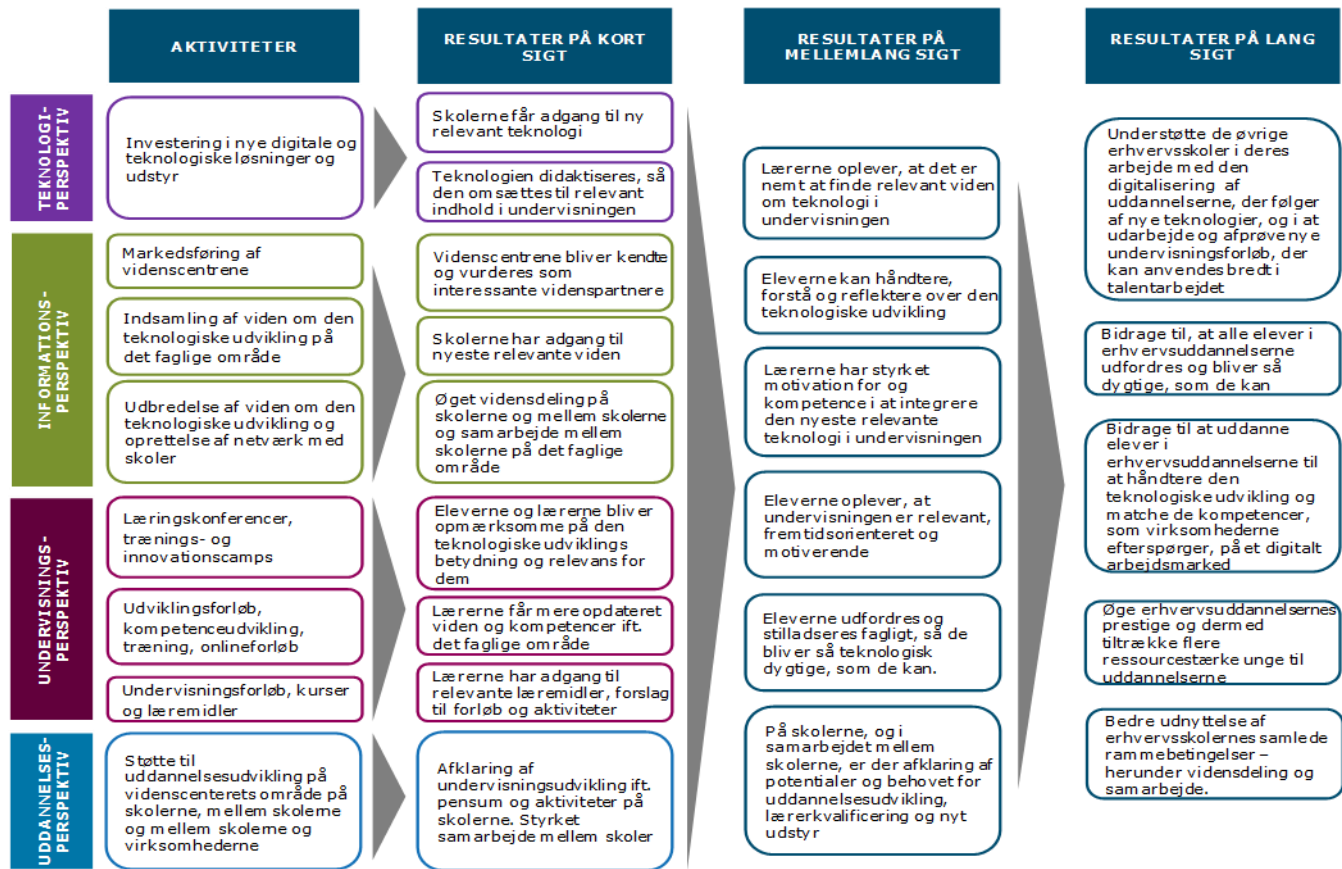 AKTIVITETER
RESULTATER PÅ KORT
SIGT
RESULTATER PÅ
MELLEMLANG SIGT
RESULTATER PÅ LANG
SIGT
TEKNOLOGI-
PERSPEKTIV
Investering i nye digitale og
teknologiske løsninger og
udstyr
Skolerne får adgang til ny
relevant teknologi
Teknologien didaktiseres, så
den omsættes til relevant
indhold i undervisningen
INFORMATIONS-
PERSPEKTIV
Markedsføring af
videnscentrene
Indsamling af viden om den
teknologiske udvikling på
det faglige område
Udbredelse af viden om den
teknologiske udvikling og
oprettelse af netværk med
skoler
Videnscentrene bliver kendte
og vurderes som
interessante videnspartnere
Skolerne har adgang til
nyeste relevante viden
Øget vidensdeling på
skolerne og mellem skolerne
og samarbejde mellem
skolerne på det faglige
område
UNDERVISNINGS-
PERSPEKTIV
Læringskonferencer,
trænings- og
innovationscamps
Udviklingsforløb,
kompetenceudvikling,
træning, onlineforløb
Undervisningsforløb, kurser
og læremidler
Eleverne og lærerne bliver
opmærksomme på den
teknologiske udviklings
betydning og relevans for
dem
Lærerne får mere opdateret
viden og kompetencer ift.
det faglige område
Lærerne har adgang til
relevante læremidler, forslag
til forløb og aktiviteter
UDDANNELSES-
PERSPEKTIV
Støtte til
uddannelsesudvikling på
videnscenterets område på
skolerne, mellem skolerne
og mellem skolerne og
virksomhederne
Afklaring af
undervisningsudvikling ift.
pensum og aktiviteter på
skolerne. Styrket
samarbejde mellem skoler
Lærerne oplever, at det er
nemt at finde relevant viden
om teknologi i
undervisningen
Eleverne kan håndtere,
forstå og reflektere over den
teknologiske udvikling
Lærerne har styrket
motivation for og
kompetence i at integrere
den nyeste relevante
teknologi i undervisningen
Eleverne oplever, at
undervisningen er relevant,
fremtidsorienteret og
motiverende
Eleverne udfordres og
stilladseres fagligt, så de
bliver så teknologisk
dygtige, som de kan.
På skolerne, og i
samarbejdet mellem
skolerne, er der afklaring af
potentialer og behovet for
uddannelsesudvikling,
lærerkvalificering og nyt
udstyr
Understøtte de øvrige
erhvervsskoler i deres
arbejde med den
digitalisering af
uddannelserne, der følger
af nye teknologier, og i at
udarbejde og afprøve nye
undervisningsforløb, der
kan anvendes bredt i
talentarbejdet
Bidrage til, at alle elever i
erhvervsuddannelserne
udfordres og bliver så
dygtige, som de kan
Bidrage til at uddanne
elever i
erhvervsuddannelserne til
at håndtere den
teknologiske udvikling og
matche de kompetencer,
som virksomhederne
efterspørger, på et digitalt
arbejdsmarked
Øge erhvervsuddannelsernes
prestige og dermed
tiltrække flere
ressourcestærke unge til
uddannelserne
Bedre udnyttelse af
erhvervsskolernes samlede
rammebetingelser –
herunder vidensdeling og
samarbejde.